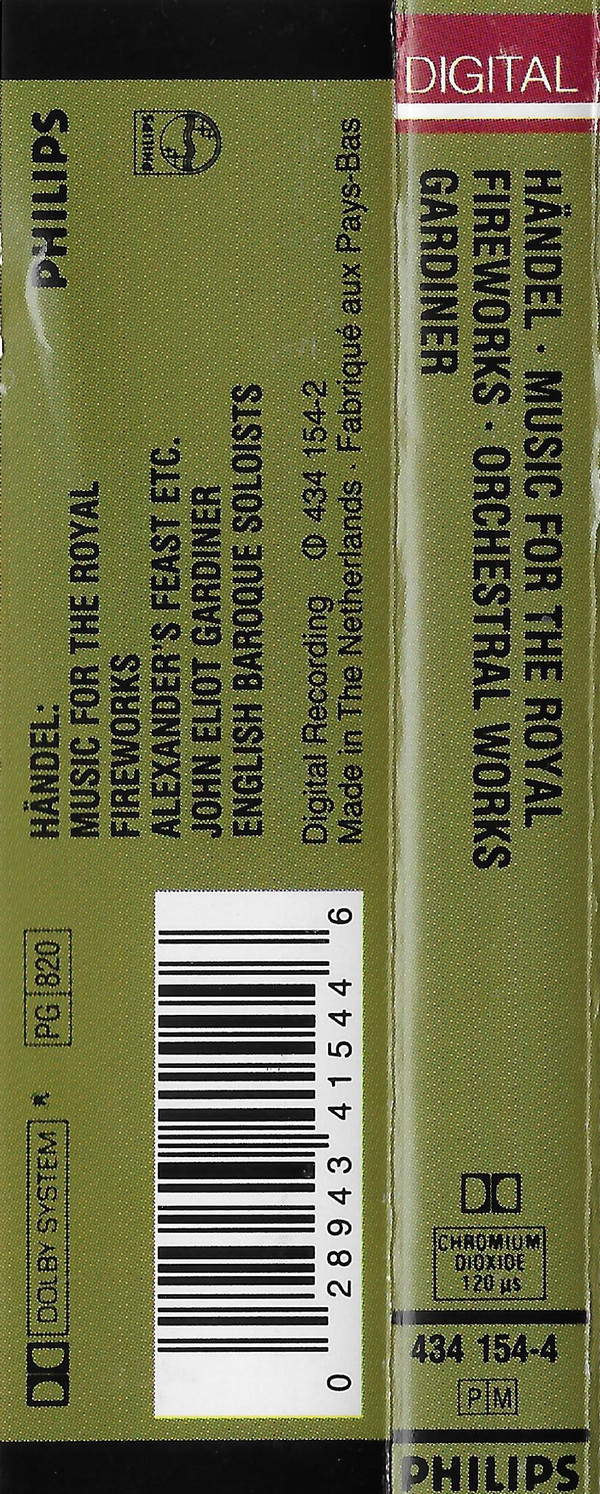 PHILIPS
PHILIPS
HÄNDEL:
MUSIC FOR THE ROYAL
FIREWORKS
ALEXANDER'S FEAST ETC.
JOHN ELIOT GARDINER
ENGLISH BAROQUE SOLOISTS
Digital Recording 434 154-2
Made in The Netherlands · Fabriqué aux Pays-Bas
PG 820
DOLBY SYSTEM
0 28943 41544 6
DIGITAL
HÄNDEL · MUSIC FOR THE ROYAL
FIREWORKS · ORCHESTRAL WORKS
GARDINER
CHROMIUM
DIOXIDE
120 µs
434 154-4
P M
PHILIPS